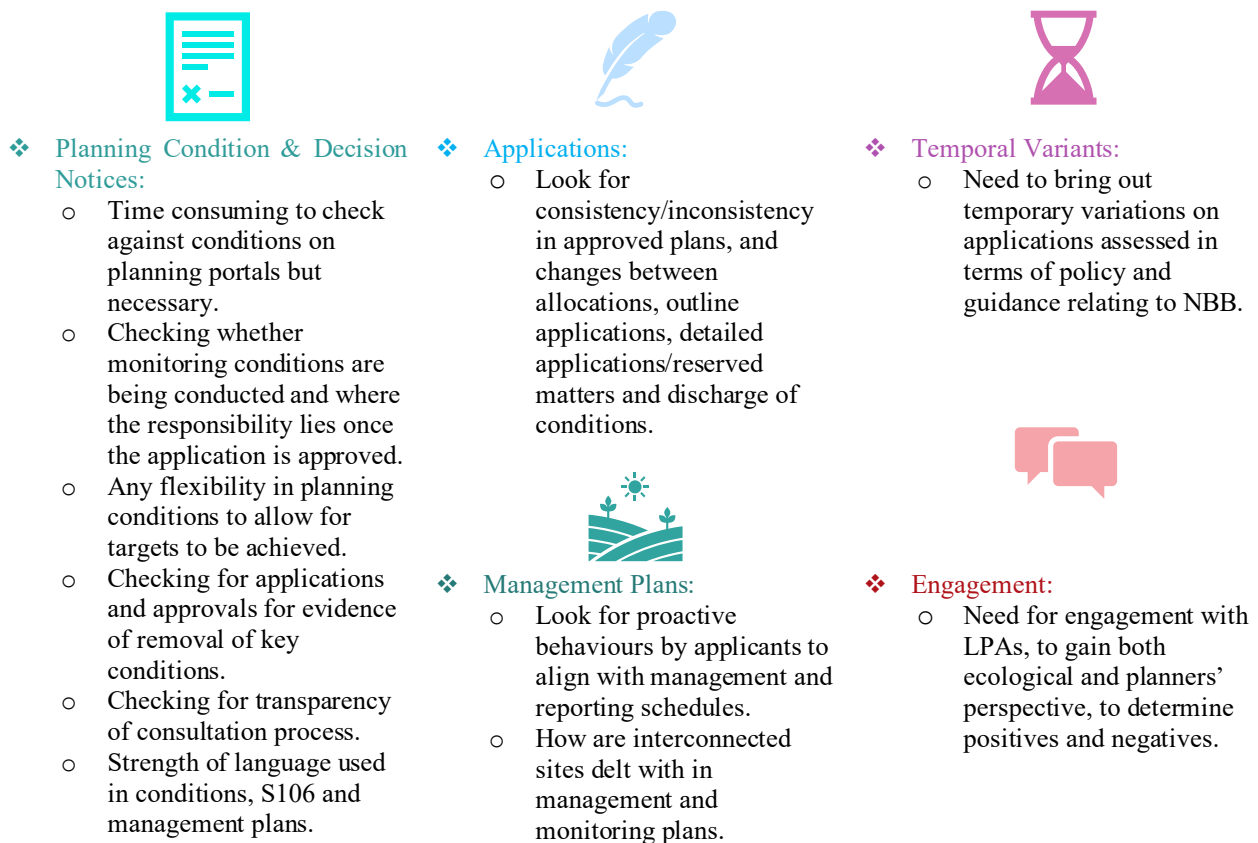 ❖ Planning Condition & Decision
Notices:
o Time consuming to check
against conditions on
planning portals but
necessary.
o Checking whether
monitoring conditions are
being conducted and where
the responsibility lies once
the application is approved.
o Any flexibility in planning
conditions to allow for
targets to be achieved.
o Checking for applications
and approvals for evidence
of removal of key
conditions.
o Checking for transparency
of consultation process.
o Strength of language used
in conditions, S106 and
management plans.
❖ Applications:
o Look for
consistency/inconsistency
in approved plans, and
changes between
allocations, outline
applications, detailed
applications/reserved
matters and discharge of
conditions.
❖ Management Plans:
o Look for proactive
behaviours by applicants to
align with management and
reporting schedules.
o How are interconnected
sites delt with in
management and
monitoring plans.
❖ Temporal Variants:
o Need to bring out
temporary variations on
applications assessed in
terms of policy and
guidance relating to NBB.
❖ Engagement:
o Need for engagement with
LPAs, to gain both
ecological and planners’
perspective, to determine
positives and negatives.